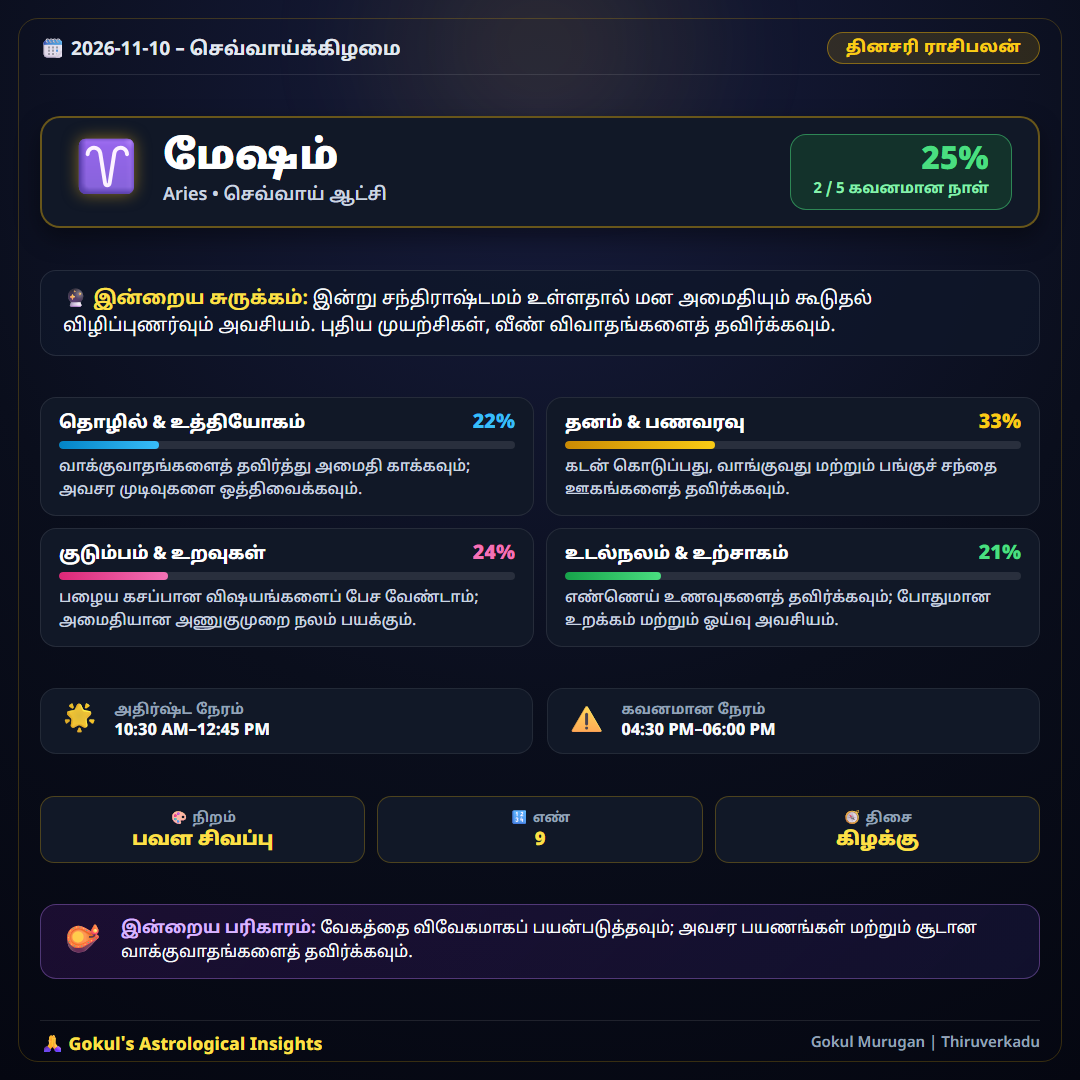 2026-11-10 – செவ்வாய்க்கிழமை
தினசரி ராசிபலன்
மேஷம்
Aries • செவ்வாய் ஆட்சி
25%
2 / 5 கவனமான நாள்
இன்றைய சுருக்கம்: இன்று சந்திராஷ்டமம் உள்ளதால் மன அமைதியும் கூடுதல்
விழிப்புணர்வும் அவசியம். புதிய முயற்சிகள், வீண் விவாதங்களைத் தவிர்க்கவும்.
தொழில் & உத்தியோகம்
22%
வாக்குவாதங்களைத் தவிர்த்து அமைதி காக்கவும்;
அவசர முடிவுகளை ஒத்திவைக்கவும்.
தனம் & பணவரவு
33%
கடன் கொடுப்பது, வாங்குவது மற்றும் பங்குச் சந்தை
ஊகங்களைத் தவிர்க்கவும்.
குடும்பம் & உறவுகள்
24%
பழைய கசப்பான விஷயங்களைப் பேச வேண்டாம்;
அமைதியான அணுகுமுறை நலம் பயக்கும்.
உடல்நலம் & உற்சாகம்
21%
எண்ணெய் உணவுகளைத் தவிர்க்கவும்; போதுமான
உறக்கம் மற்றும் ஓய்வு அவசியம்.
அதிர்ஷ்ட நேரம்
10:30 AM–12:45 PM
கவனமான நேரம்
04:30 PM–06:00 PM
நிறம்
பவள சிவப்பு
எண்
9
திசை
கிழக்கு
இன்றைய பரிகாரம்: வேகத்தை விவேகமாகப் பயன்படுத்தவும்; அவசர பயணங்கள் மற்றும் சூடான
வாக்குவாதங்களைத் தவிர்க்கவும்.
Gokul's Astrological Insights
Gokul Murugan | Thiruverkadu